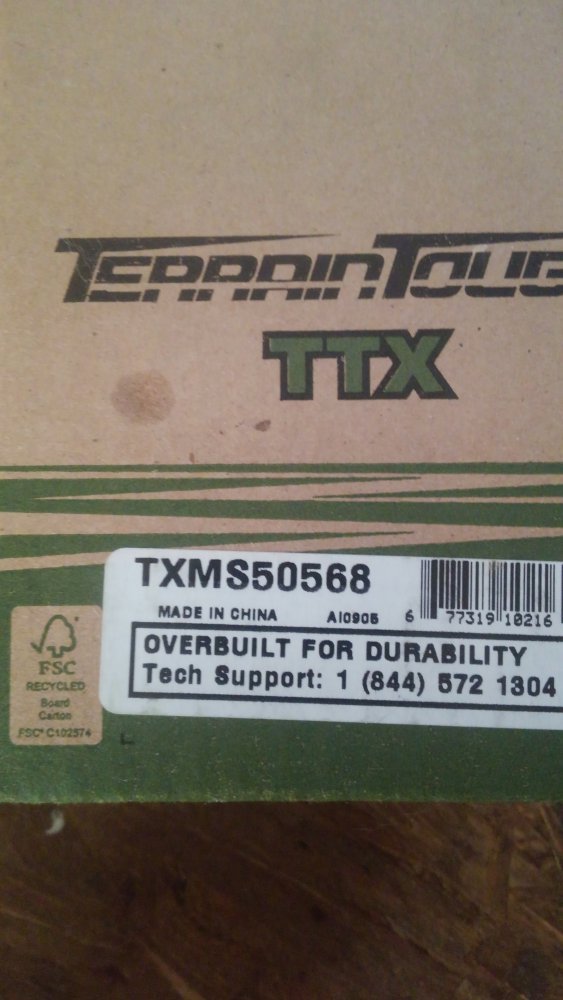 TERRAINTOUG
TTX
TXMS50568
MADE IN CHINA AI0905
6 77319 10216
OVERBUILT FOR DURABILITY
Tech Support: 1 (844) 572 1304
FSC
RECYCLED
Board
Carton
FSC® C102574